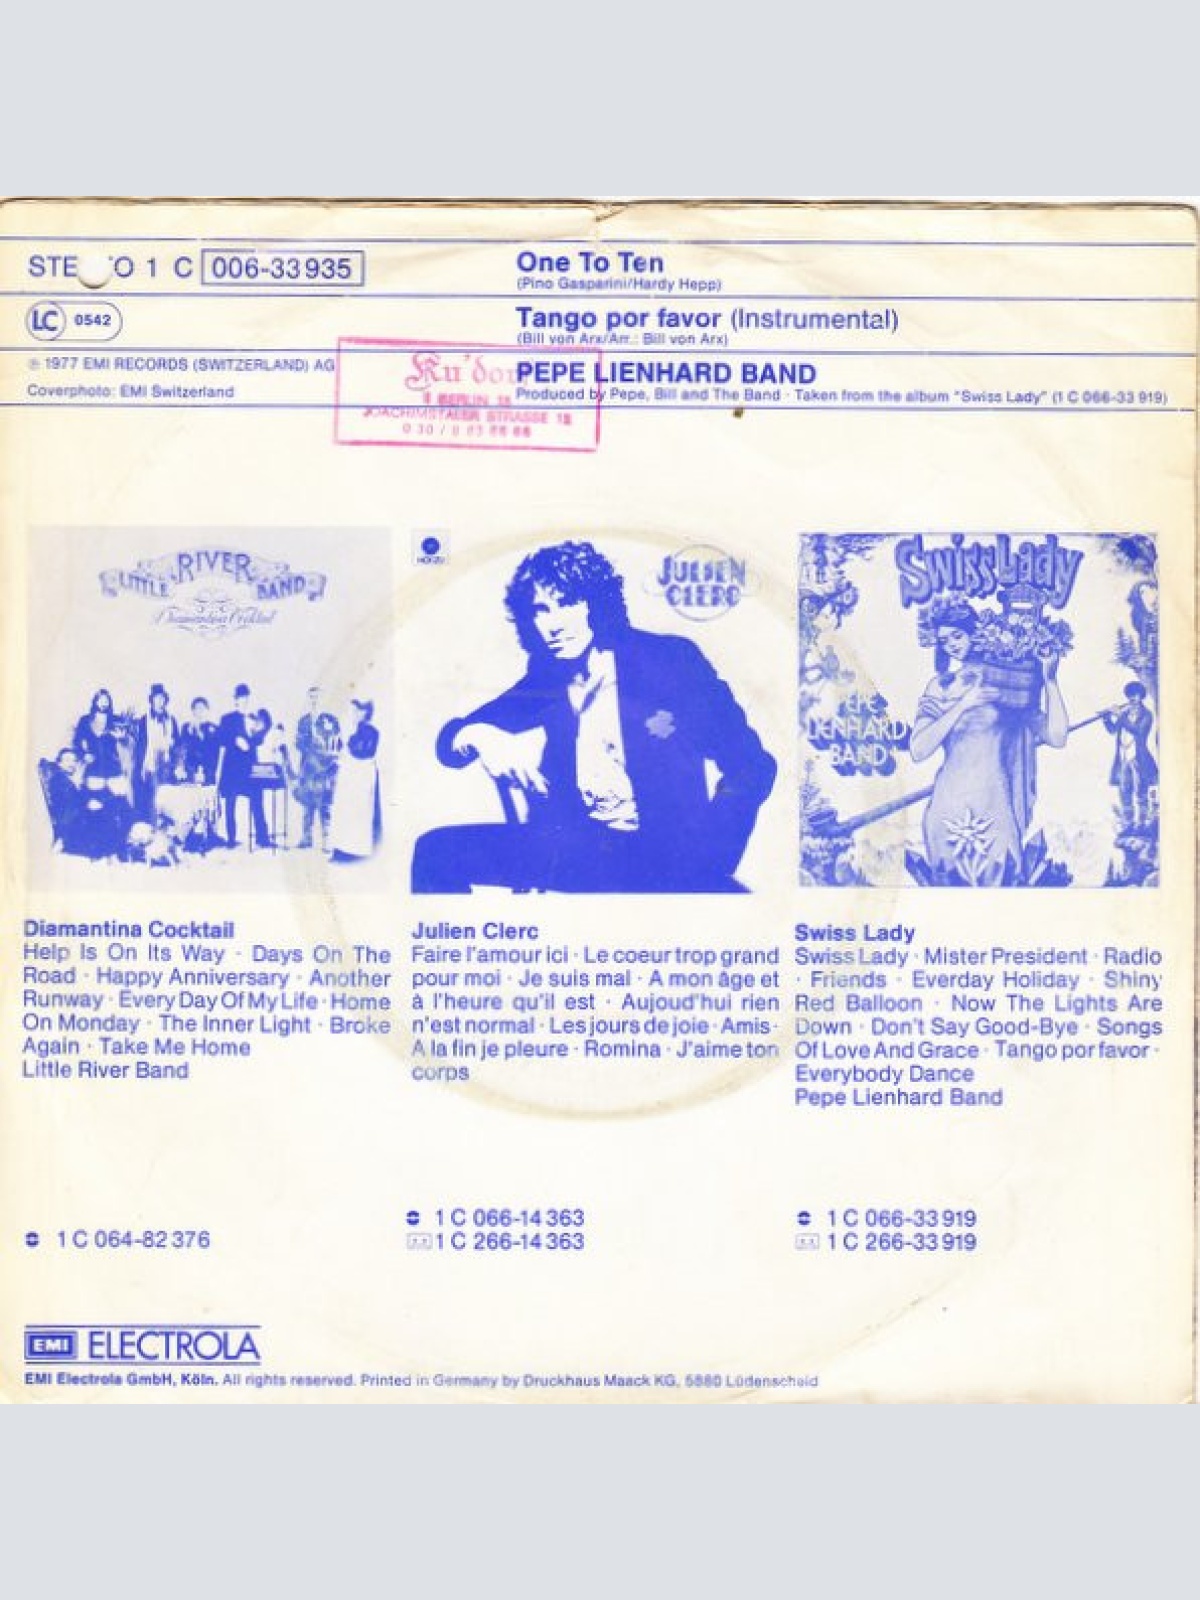 STE O 1 C 006-33935
One To Ten
(Pino Gasparini/Hardy Hepp)
LC 0542
Tango por favor (Instrumental)
(Bill von Arx/Arr.: Bill von Arx)
℗ 1977 EMI RECORDS (SWITZERLAND) AG
Coverphoto: EMI Switzerland
PEPE LIENHARD BAND
Produced by Pepe, Bill and The Band · Taken from the album "Swiss Lady" (1 C 066-33 919)
BERLIN
JOACHIMSTALER STRASSE
LITTLE RIVER BAND
Diamantina Cocktail
JULIEN
CLERC
Swiss Lady
PEPE
LIENHARD
BAND
Diamantina Cocktail
Help Is On Its Way · Days On The
Road · Happy Anniversary · Another
Runway · Every Day Of My Life · Home
On Monday · The Inner Light · Broke
Again · Take Me Home
Little River Band
1 C 064-82 376
Julien Clerc
Faire l'amour ici · Le coeur trop grand
pour moi · Je suis mal · A mon âge et
à l'heure qu'il est · Aujoud'hui rien
n'est normal · Les jours de joie · Amis ·
A la fin je pleure · Romina · J'aime ton
corps
1 C 066-14 363
1 C 266-14 363
Swiss Lady
Swiss Lady · Mister President · Radio
· Friends · Everday Holiday · Shiny
Red Balloon · Now The Lights Are
Down · Don't Say Good-Bye · Songs
Of Love And Grace · Tango por favor ·
Everybody Dance
Pepe Lienhard Band
1 C 066-33 919
1 C 266-33 919
EMI ELECTROLA
EMI Electrola GmbH, Köln. All rights reserved. Printed in Germany by Druckhaus Maack KG, 5880 Lüdenscheid